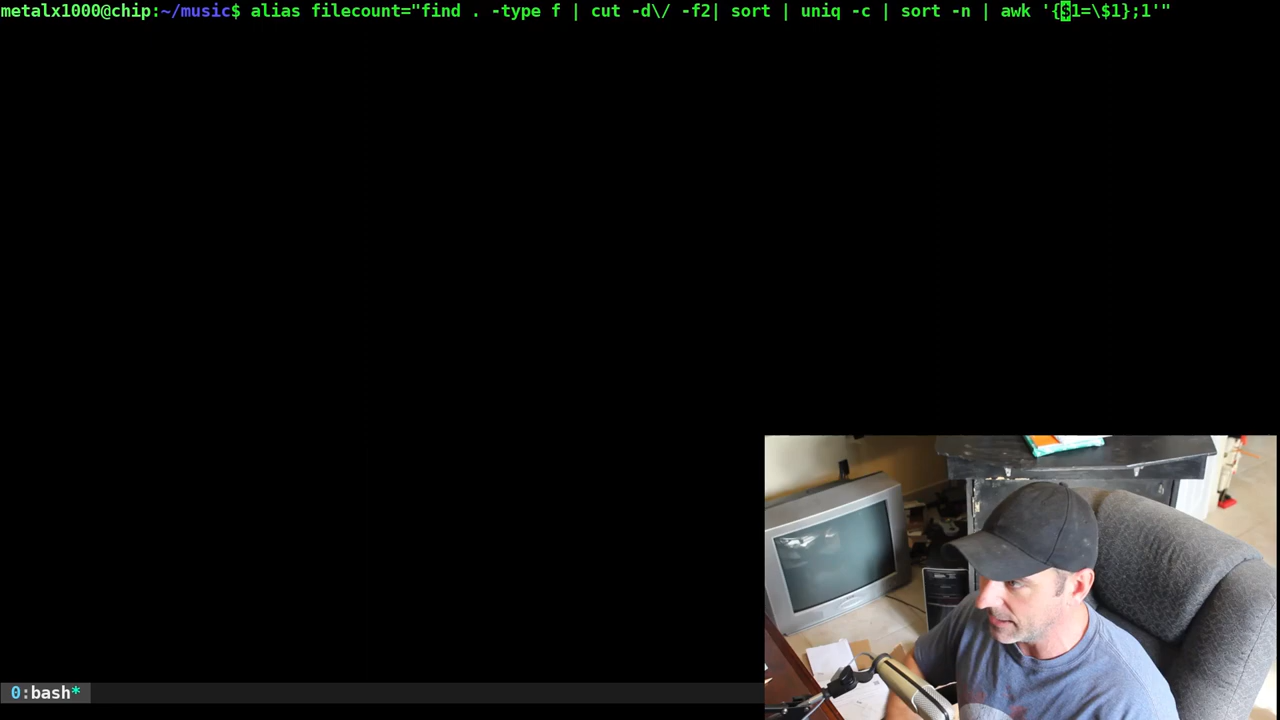 metalx1000@chip:~/music$ alias filecount="find . -type f | cut -d\/ -f2| sort | uniq -c | sort -n | awk '{$1=\$1};1'"
0:bash*